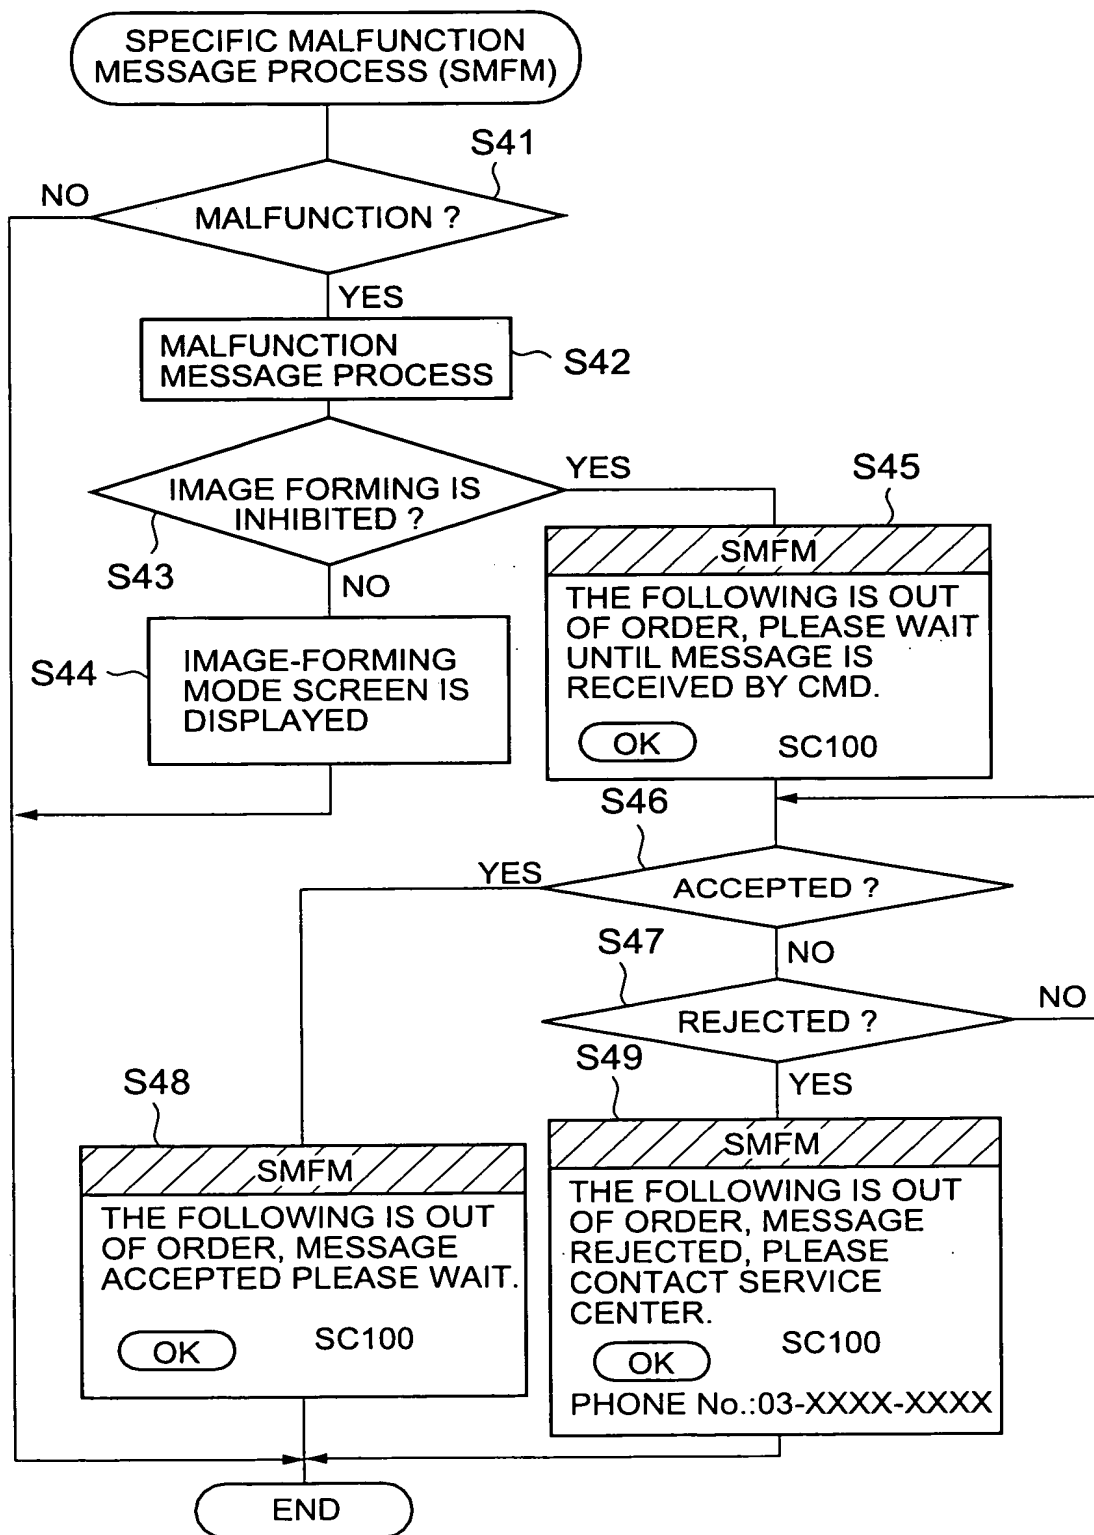 SPECIFIC MALFUNCTION
MESSAGE PROCESS (SMFM)
S41
NO
MALFUNCTION ?
YES
MALFUNCTION
MESSAGE PROCESS
S42
IMAGE FORMING IS
INHIBITED ?
YES
S43
NO
S45
SMFM
THE FOLLOWING IS OUT
OF ORDER, PLEASE WAIT
UNTIL MESSAGE IS
RECEIVED BY CMD.
OK
SC100
S44
IMAGE-FORMING
MODE SCREEN IS
DISPLAYED
S46
YES
ACCEPTED ?
NO
S47
REJECTED ?
NO
YES
S48
SMFM
THE FOLLOWING IS OUT
OF ORDER, MESSAGE
ACCEPTED PLEASE WAIT.
OK
SC100
S49
SMFM
THE FOLLOWING IS OUT
OF ORDER, MESSAGE
REJECTED, PLEASE
CONTACT SERVICE
CENTER.
SC100
OK
PHONE No.:03-XXXX-XXXX
END